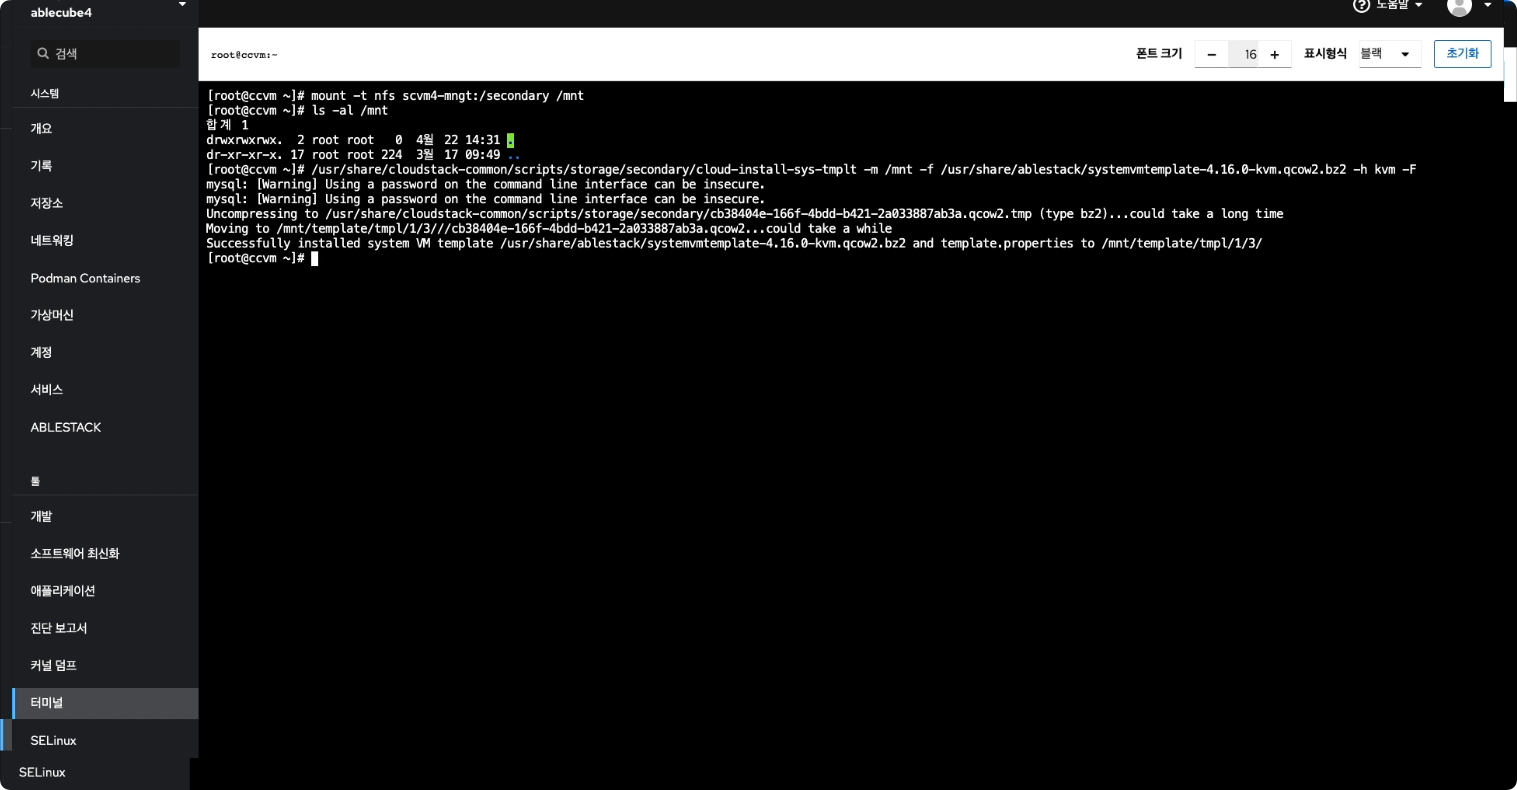 ablecube4
도움말
검색
root@ccvm:~
폰트 크기
− 16 +
표시형식
블랙
초기화
시스템
개요
기록
저장소
네트워킹
Podman Containers
가상머신
계정
서비스
ABLESTACK
툴
개발
소프트웨어 최신화
애플리케이션
진단 보고서
커널 덤프
터미널
SELinux
SELinux
[root@ccvm ~]# mount -t nfs scvm4-mngt:/secondary /mnt
[root@ccvm ~]# ls -al /mnt
합계 1
drwxrwxrwx. 2 root root 0 4월 22 14:31 .
dr-xr-xr-x. 17 root root 224 3월 17 09:49 ..
[root@ccvm ~]# /usr/share/cloudstack-common/scripts/storage/secondary/cloud-install-sys-tmplt -m /mnt -f /usr/share/ablestack/systemvmtemplate-4.16.0-kvm.qcow2.bz2 -h kvm -F
mysql: [Warning] Using a password on the command line interface can be insecure.
mysql: [Warning] Using a password on the command line interface can be insecure.
Uncompressing to /usr/share/cloudstack-common/scripts/storage/secondary/cb38404e-166f-4bdd-b421-2a033887ab3a.qcow2.tmp (type bz2)...could take a long time
Moving to /mnt/template/tmpl/1/3///cb38404e-166f-4bdd-b421-2a033887ab3a.qcow2...could take a while
Successfully installed system VM template /usr/share/ablestack/systemvmtemplate-4.16.0-kvm.qcow2.bz2 and template.properties to /mnt/template/tmpl/1/3/
[root@ccvm ~]#